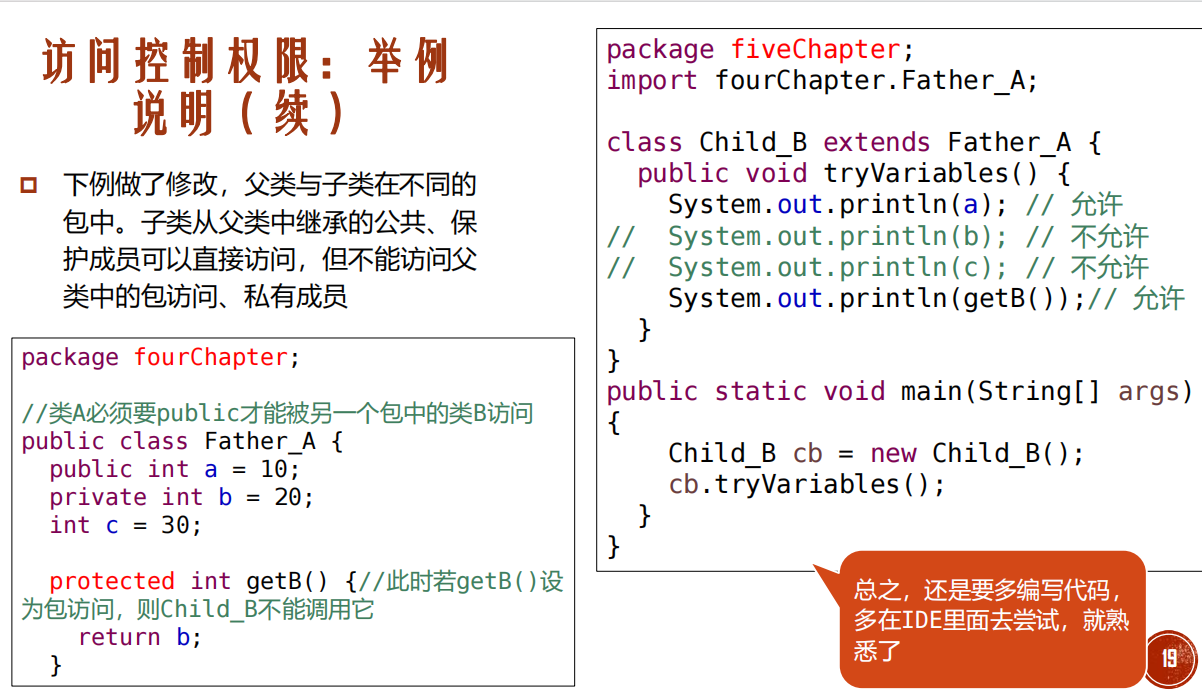 访问控制权限：举例
说明（续）
下例做了修改，父类与子类在不同的
包中。子类从父类中继承的公共、保
护成员可以直接访问，但不能访问父
类中的包访问、私有成员
package fourChapter;
//类A必须要public才能被另一个包中的类B访问
public class Father_A {
  public int a = 10;
  private int b = 20;
  int c = 30;
  protected int getB() {//此时若getB()设
为包访问，则Child_B不能调用它
    return b;
  }
package fiveChapter;
import fourChapter.Father_A;
class Child_B extends Father_A {
  public void tryVariables() {
    System.out.println(a); // 允许
//  System.out.println(b); // 不允许
//  System.out.println(c); // 不允许
    System.out.println(getB());// 允许
  }
}
public static void main(String[] args)
{
    Child_B cb = new Child_B();
    cb.tryVariables();
  }
}
总之，还是要多编写代码，
多在IDE里面去尝试，就熟
悉了
19